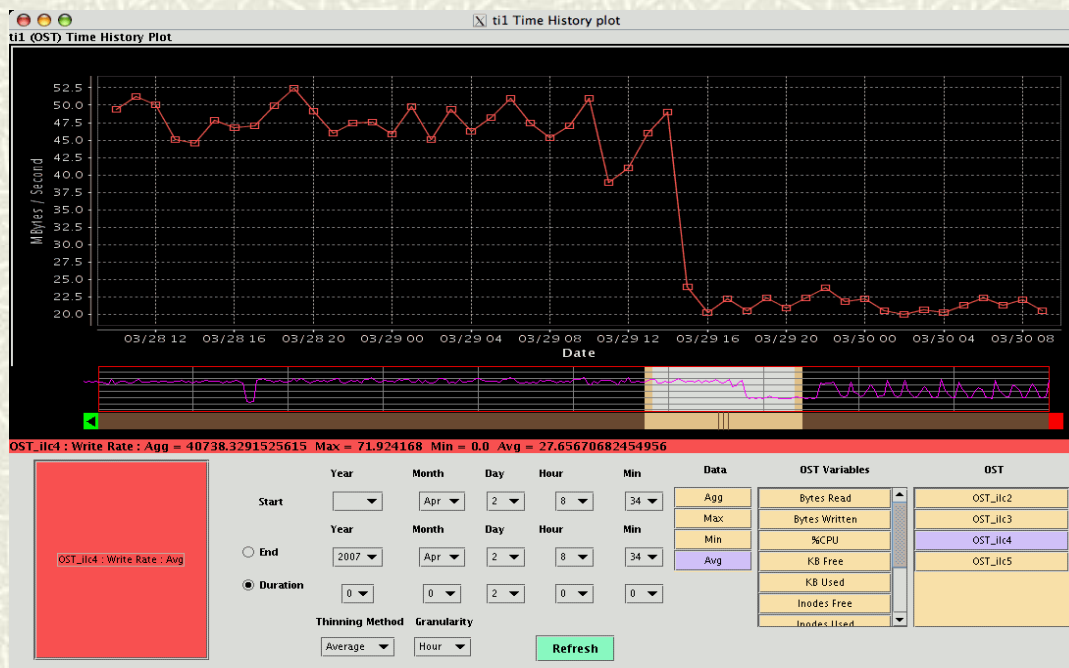 X ti1 Time History plot
ti1 (OST) Time History Plot
52.5
50.0
47.5
45.0
42.5
40.0
37.5
35.0
32.5
30.0
27.5
25.0
22.5
20.0
MBytes / Second
03/28 12 03/28 16 03/28 20 03/29 00 03/29 04 03/29 08 03/29 12 03/29 16 03/29 20 03/30 00 03/30 04 03/30 08
Date
OST_ilc4 : Write Rate : Agg = 40738.3291525615 Max = 71.924168 Min = 0.0 Avg = 27.65670682454956
OST_ilc4 : Write Rate : Avg
Year Month Day Hour Min
Start Apr 2 8 34
Year Month Day Hour Min
End 2007 Apr 2 8 34
Duration 0 0 2 0 0
Thinning Method Granularity
Average Hour Refresh
Data
Agg
Max
Min
Avg
OST Variables
Bytes Read
Bytes Written
%CPU
KB Free
KB Used
Inodes Free
Inodes Used
OST
OST_ilc2
OST_ilc3
OST_ilc4
OST_ilc5